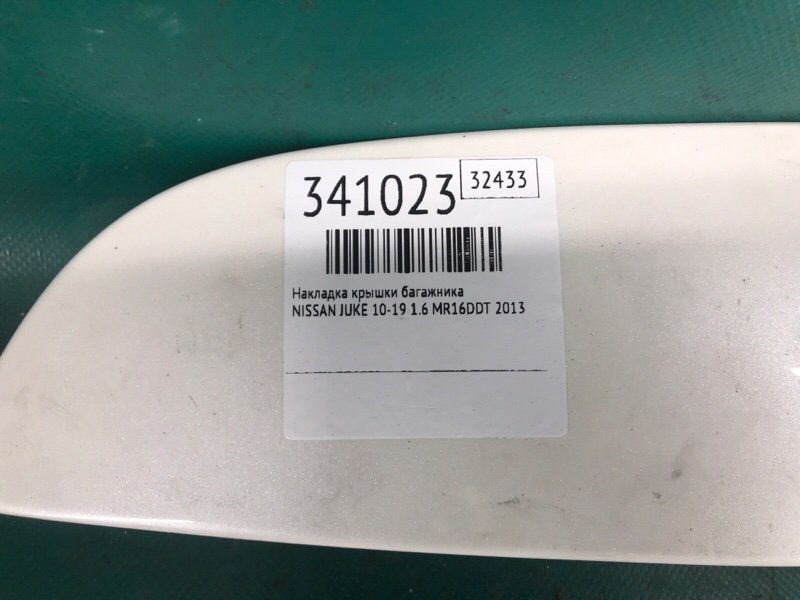 341023
32433
Накладка крышки багажника
NISSAN JUKE 10-19 1.6 MR16DDT 2013